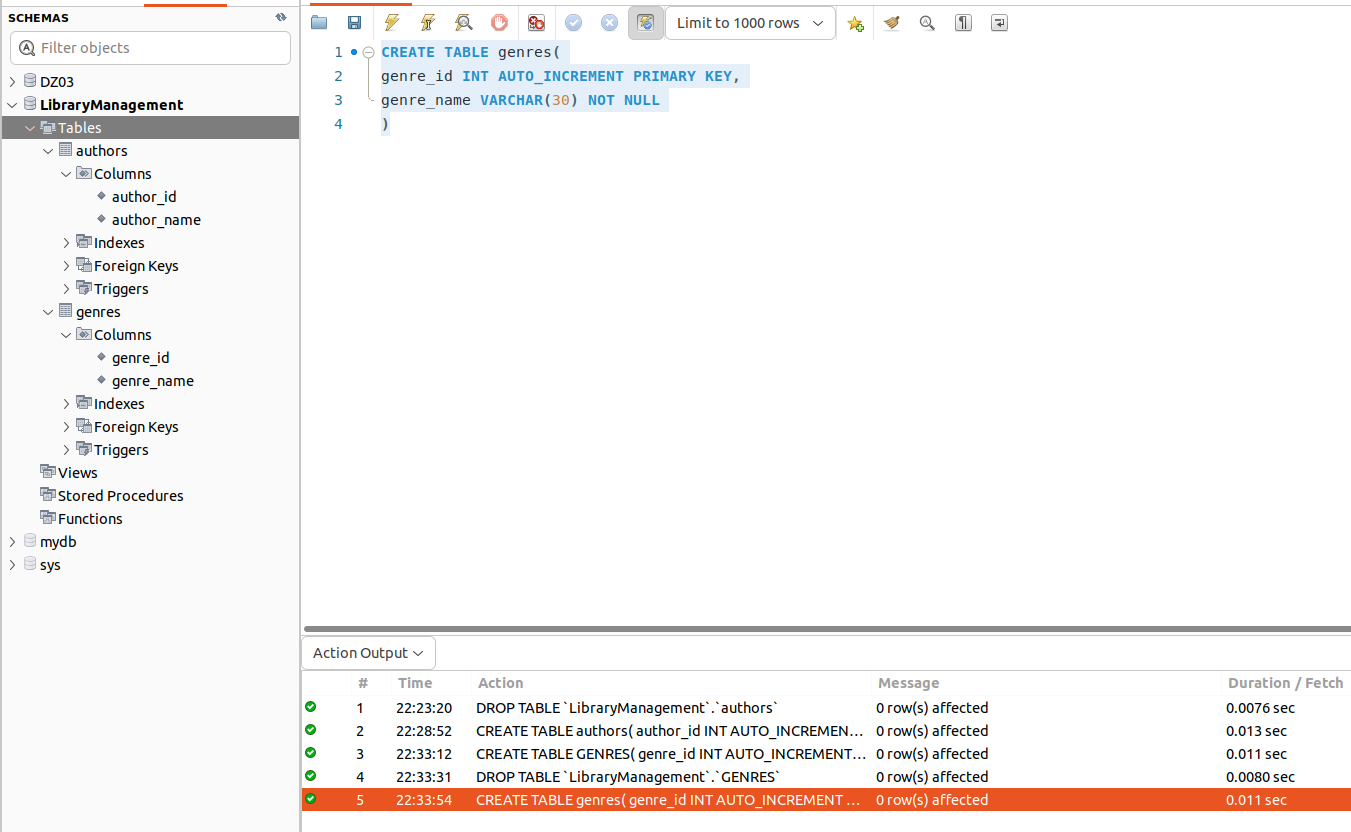 SCHEMAS
Filter objects
DZ03
LibraryManagement
Tables
authors
Columns
author_id
author_name
Indexes
Foreign Keys
Triggers
genres
Columns
genre_id
genre_name
Indexes
Foreign Keys
Triggers
Views
Stored Procedures
Functions
mydb
sys
Limit to 1000 rows
1 CREATE TABLE genres(
2 genre_id INT AUTO_INCREMENT PRIMARY KEY,
3 genre_name VARCHAR(30) NOT NULL
4 )
Action Output
# Time Action Message Duration / Fetch
1 22:23:20 DROP TABLE `LibraryManagement`.`authors` 0 row(s) affected 0.0076 sec
2 22:28:52 CREATE TABLE authors( author_id INT AUTO_INCREMEN... 0 row(s) affected 0.013 sec
3 22:33:12 CREATE TABLE GENRES( genre_id INT AUTO_INCREMENT... 0 row(s) affected 0.011 sec
4 22:33:31 DROP TABLE `LibraryManagement`.`GENRES` 0 row(s) affected 0.0080 sec
5 22:33:54 CREATE TABLE genres( genre_id INT AUTO_INCREMENT ... 0 row(s) affected 0.011 sec